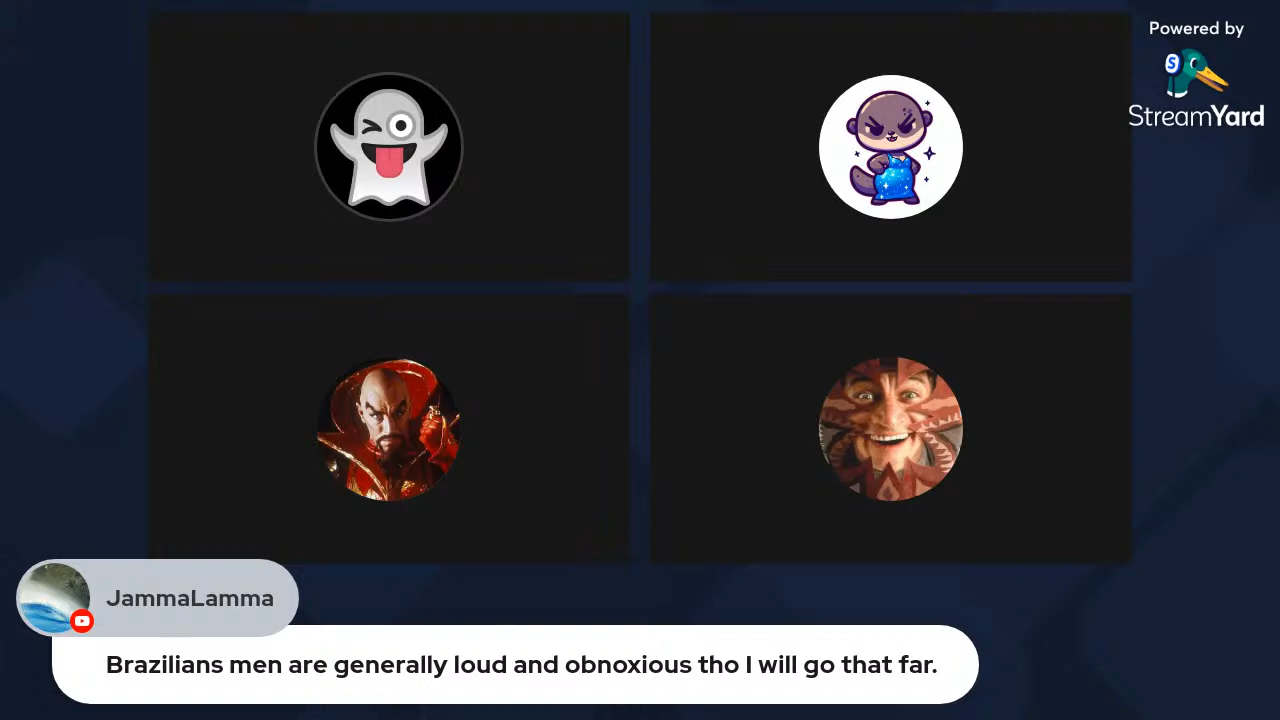 Powered by
StreamYard
JammaLamma
Brazilians men are generally loud and obnoxious tho I will go that far.